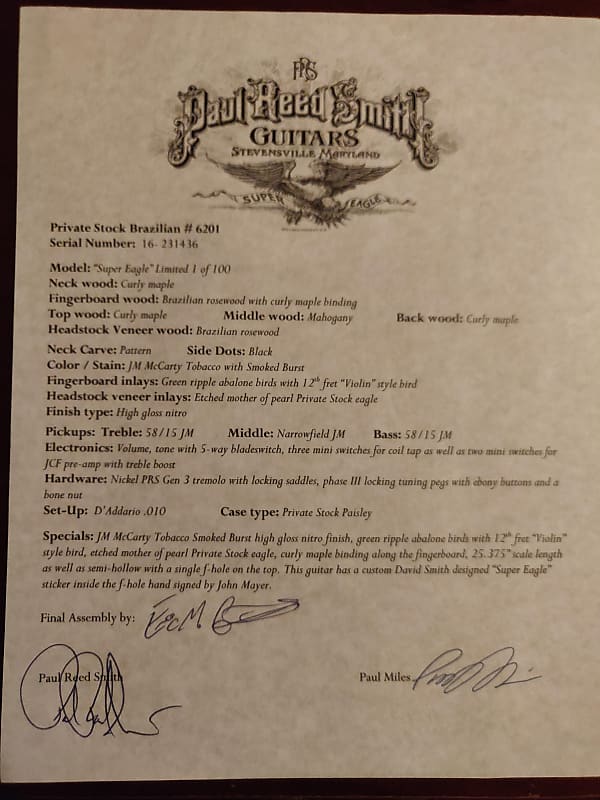 PRS
Paul Reed Smith
GUITARS
STEVENSVILLE MARYLAND
SUPER EAGLE
Private Stock Brazilian # 6201
Serial Number: 16- 231436
Model: "Super Eagle" Limited 1 of 100
Neck wood: Curly maple
Fingerboard wood: Brazilian rosewood with curly maple binding
Top wood: Curly maple Middle wood: Mahogany Back wood: Curly maple
Headstock Veneer wood: Brazilian rosewood
Neck Carve: Pattern Side Dots: Black
Color / Stain: JM McCarty Tobacco with Smoked Burst
Fingerboard inlays: Green ripple abalone birds with 12th fret "Violin" style bird
Headstock veneer inlays: Etched mother of pearl Private Stock eagle
Finish type: High gloss nitro
Pickups: Treble: 58/15 JM Middle: Narrowfield JM Bass: 58/15 JM
Electronics: Volume, tone with 5-way bladeswitch, three mini switches for coil tap as well as two mini switches for
JCF pre-amp with treble boost
Hardware: Nickel PRS Gen 3 tremolo with locking saddles, phase III locking tuning pegs with ebony buttons and a
bone nut
Set-Up: D'Addario .010 Case type: Private Stock Paisley
Specials: JM McCarty Tobacco Smoked Burst high gloss nitro finish, green ripple abalone birds with 12th fret "Violin"
style bird, etched mother of pearl Private Stock eagle, curly maple binding along the fingerboard, 25.375" scale length
as well as semi-hollow with a single f-hole on the top. This guitar has a custom David Smith designed "Super Eagle"
sticker inside the f-hole hand signed by John Mayer.
Final Assembly by:
Paul Reed Smith Paul Miles